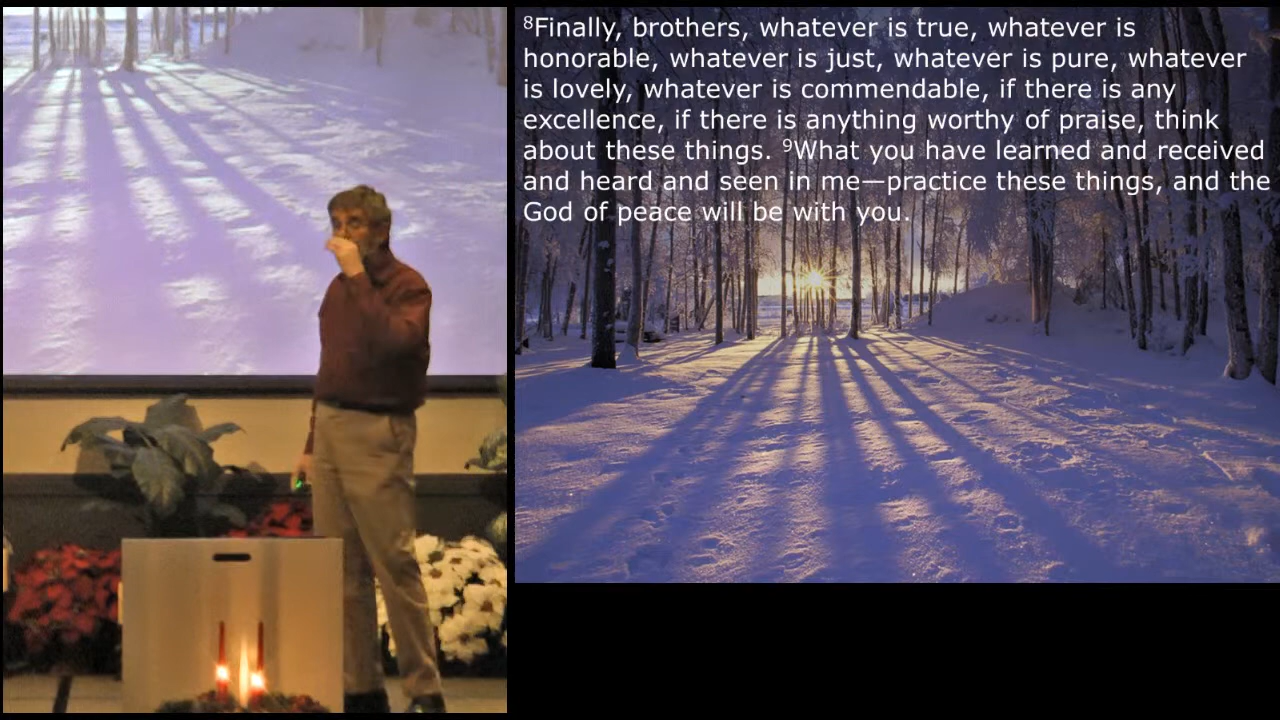 ⁸Finally, brothers, whatever is true, whatever is
honorable, whatever is just, whatever is pure, whatever
is lovely, whatever is commendable, if there is any
excellence, if there is anything worthy of praise, think
about these things. ⁹What you have learned and received
and heard and seen in me—practice these things, and the
God of peace will be with you.